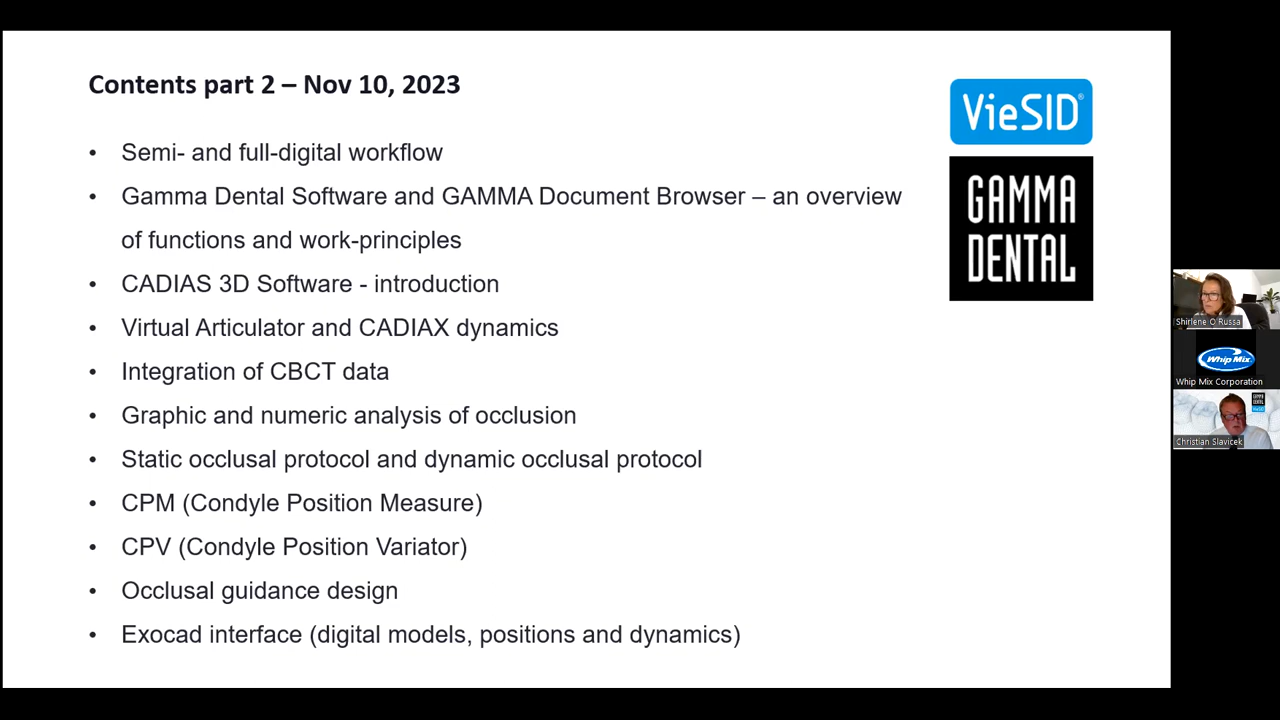 Contents part 2 – Nov 10, 2023
• Semi- and full-digital workflow
• Gamma Dental Software and GAMMA Document Browser – an overview
of functions and work-principles
• CADIAS 3D Software - introduction
• Virtual Articulator and CADIAX dynamics
• Integration of CBCT data
• Graphic and numeric analysis of occlusion
• Static occlusal protocol and dynamic occlusal protocol
• CPM (Condyle Position Measure)
• CPV (Condyle Position Variator)
• Occlusal guidance design
• Exocad interface (digital models, positions and dynamics)
VieSID®
GAMMA
DENTAL
Shirlene O'Russa
Whip Mix
Whip Mix Corporation
GAMMA
DENTAL
VieSID
Christian Slavicek